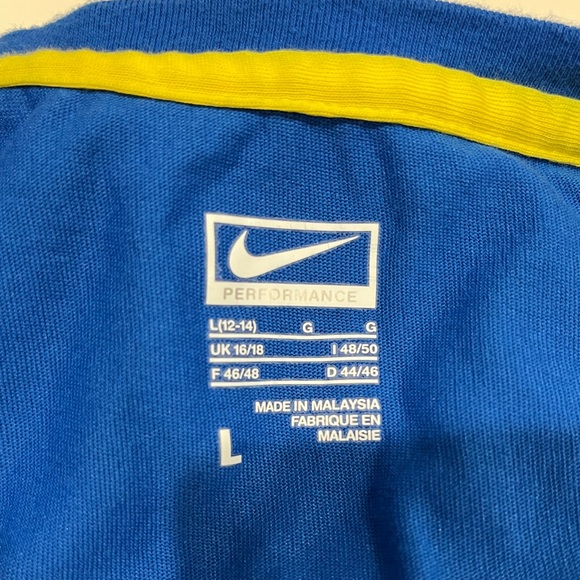 PERFORMANCE
L(12-14) G G
UK 16/18 I 48/50
F 46/48 D 44/46
MADE IN MALAYSIA
FABRIQUE EN
MALAISIE
L